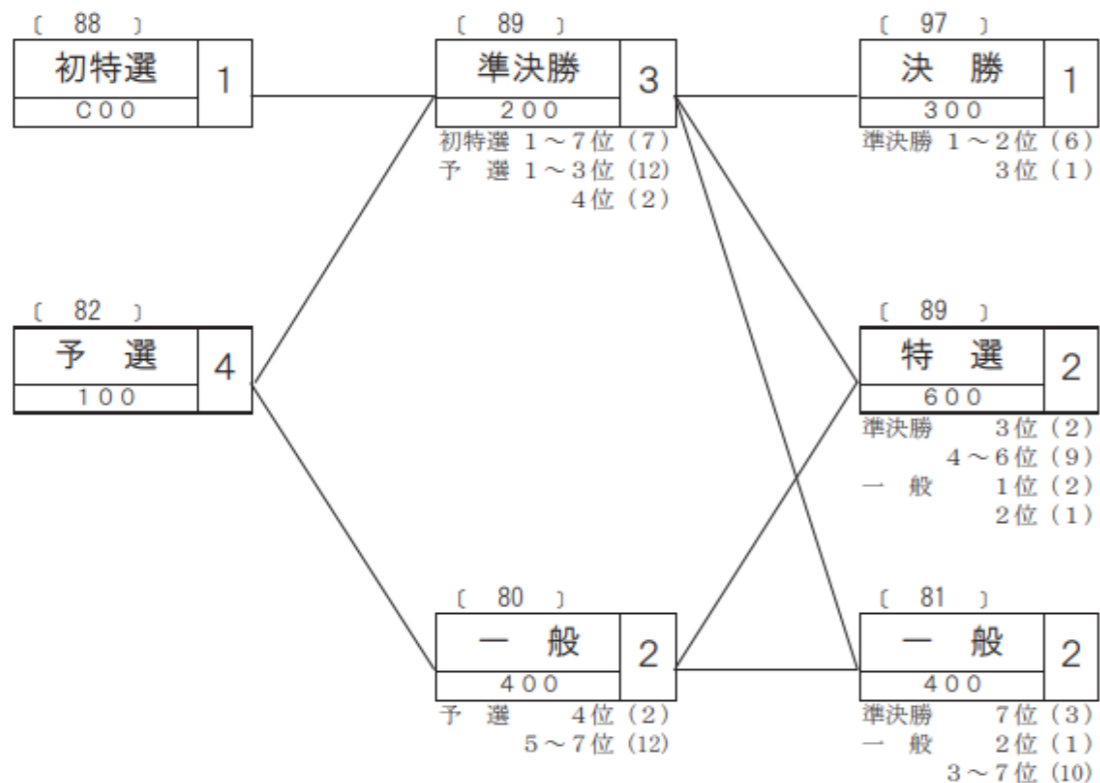 〔 88 〕
初特選 1
C00
〔 89 〕
準決勝 3
200
初特選 1～7位 (7)
予 選 1～3位 (12)
4位 (2)
〔 97 〕
決 勝 1
300
準決勝 1～2位 (6)
3位 (1)
〔 82 〕
予 選 4
100
〔 89 〕
特 選 2
600
準決勝 3位 (2)
4～6位 (9)
一 般 1位 (2)
2位 (1)
〔 80 〕
一 般 2
400
予 選 4位 (2)
5～7位 (12)
〔 81 〕
一 般 2
400
準決勝 7位 (3)
一 般 2位 (1)
3～7位 (10)